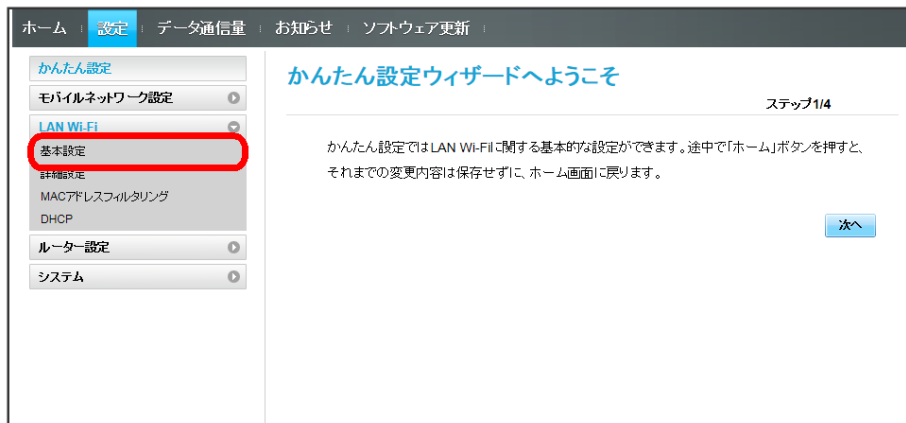 ホーム 設定 データ通信量 お知らせ ソフトウェア更新
かんたん設定
モバイルネットワーク設定
LAN Wi-Fi
基本設定
詳細設定
MACアドレスフィルタリング
DHCP
ルーター設定
システム
かんたん設定ウィザードへようこそ
ステップ1/4
かんたん設定ではLAN Wi-Fiに関する基本的な設定ができます。途中で「ホーム」ボタンを押すと、
それまでの変更内容は保存せずに、ホーム画面に戻ります。
次へ